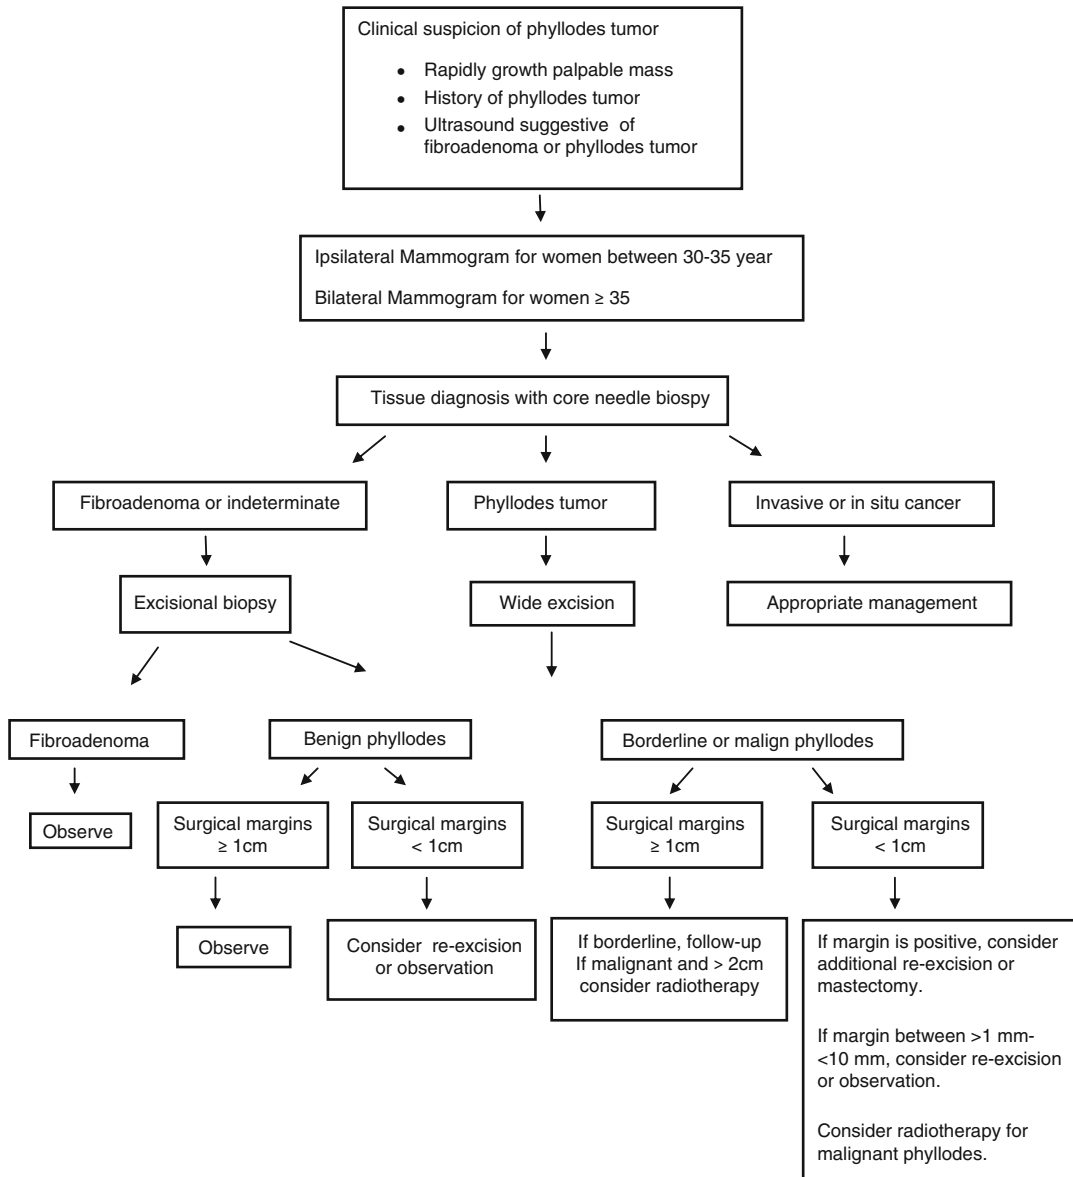 Clinical suspicion of phyllodes tumor
• Rapidly growth palpable mass
• History of phyllodes tumor
• Ultrasound suggestive of
fibroadenoma or phyllodes tumor
Ipsilateral Mammogram for women between 30-35 year
Bilateral Mammogram for women ≥ 35
Tissue diagnosis with core needle biospy
Fibroadenoma or indeterminate
Phyllodes tumor
Invasive or in situ cancer
Excisional biopsy
Wide excision
Appropriate management
Fibroadenoma
Benign phyllodes
Borderline or malign phyllodes
Observe
Surgical margins
≥ 1cm
Surgical margins
< 1cm
Surgical margins
≥ 1cm
Surgical margins
< 1cm
Observe
Consider re-excision
or observation
If borderline, follow-up
If malignant and > 2cm
consider radiotherapy
If margin is positive, consider
additional re-excision or
mastectomy.
If margin between >1 mm-
<10 mm, consider re-excision
or observation.
Consider radiotherapy for
malignant phyllodes.